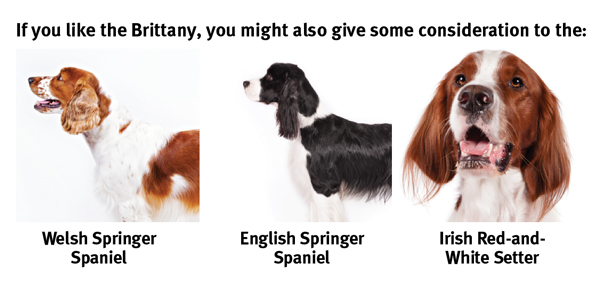 If you like the Brittany, you might also give some consideration to the:
Welsh Springer
Spaniel
English Springer
Spaniel
Irish Red-and-
White Setter